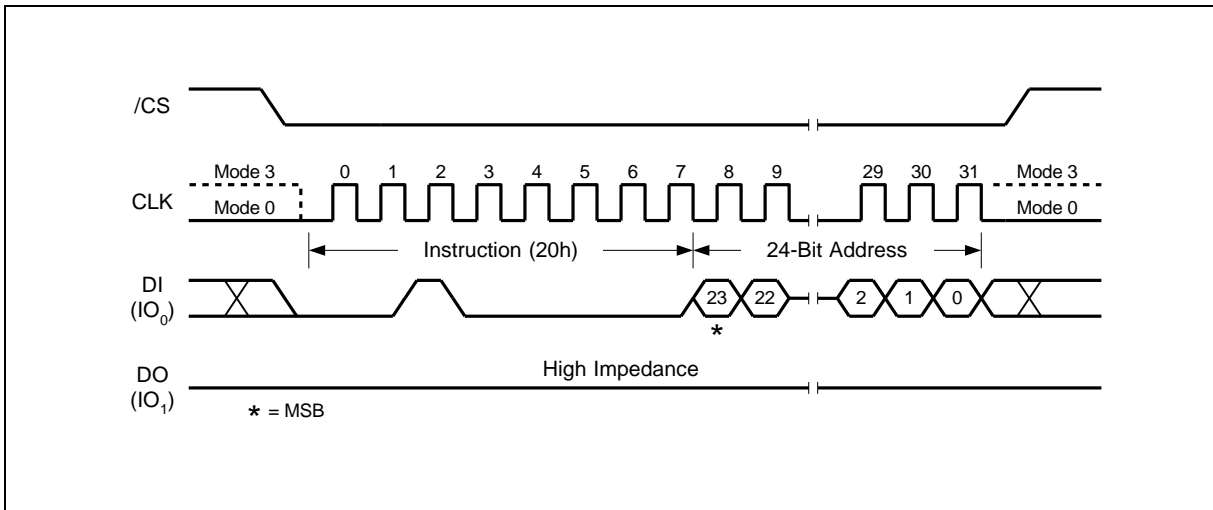 /CS
Mode 3 0 1 2 3 4 5 6 7 8 9 29 30 31 Mode 3
CLK
Mode 0 Mode 0
Instruction (20h) 24-Bit Address
DI
(IO0)
23 22 2 1 0
*
High Impedance
DO
(IO1)
* = MSB